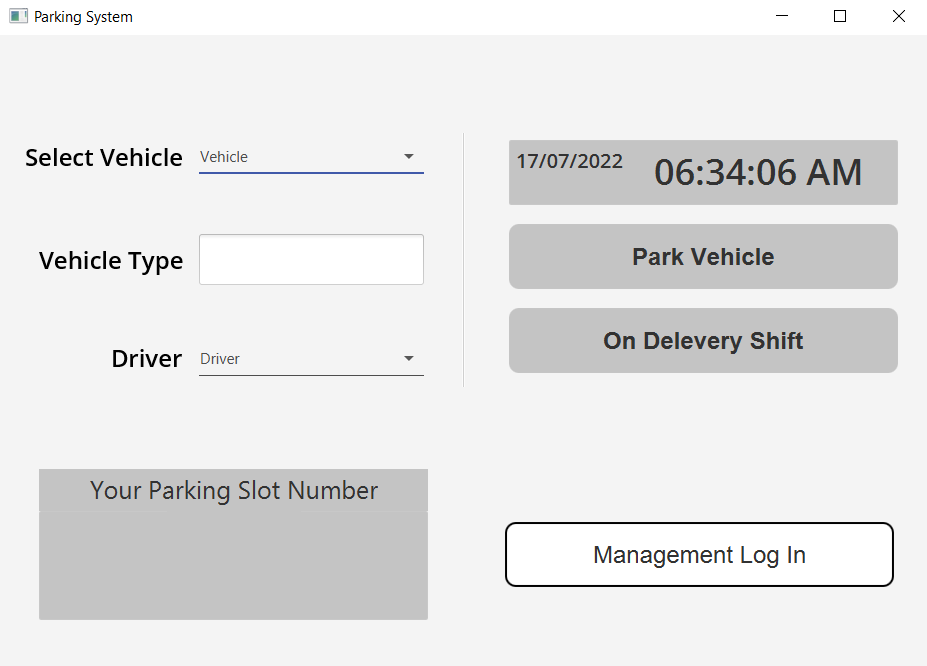 Parking System
Select Vehicle
Vehicle
Vehicle Type
Driver
Driver
17/07/2022
06:34:06 AM
Park Vehicle
On Delevery Shift
Your Parking Slot Number
Management Log In